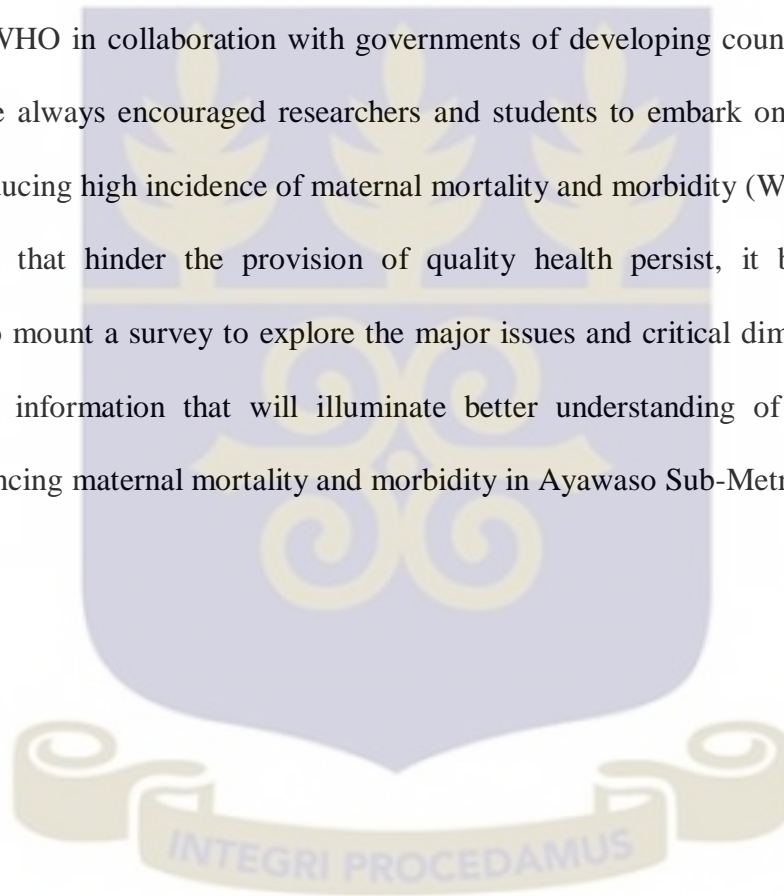 WHO in collaboration with governments of developing coun
always encouraged researchers and students to embark on
ucing high incidence of maternal mortality and morbidity (W
that hinder the provision of quality health persist, it b
mount a survey to explore the major issues and critical dim
information that will illuminate better understanding of
ncing maternal mortality and morbidity in Ayawaso Sub-Metr
INTEGRI PROCEDAMUS